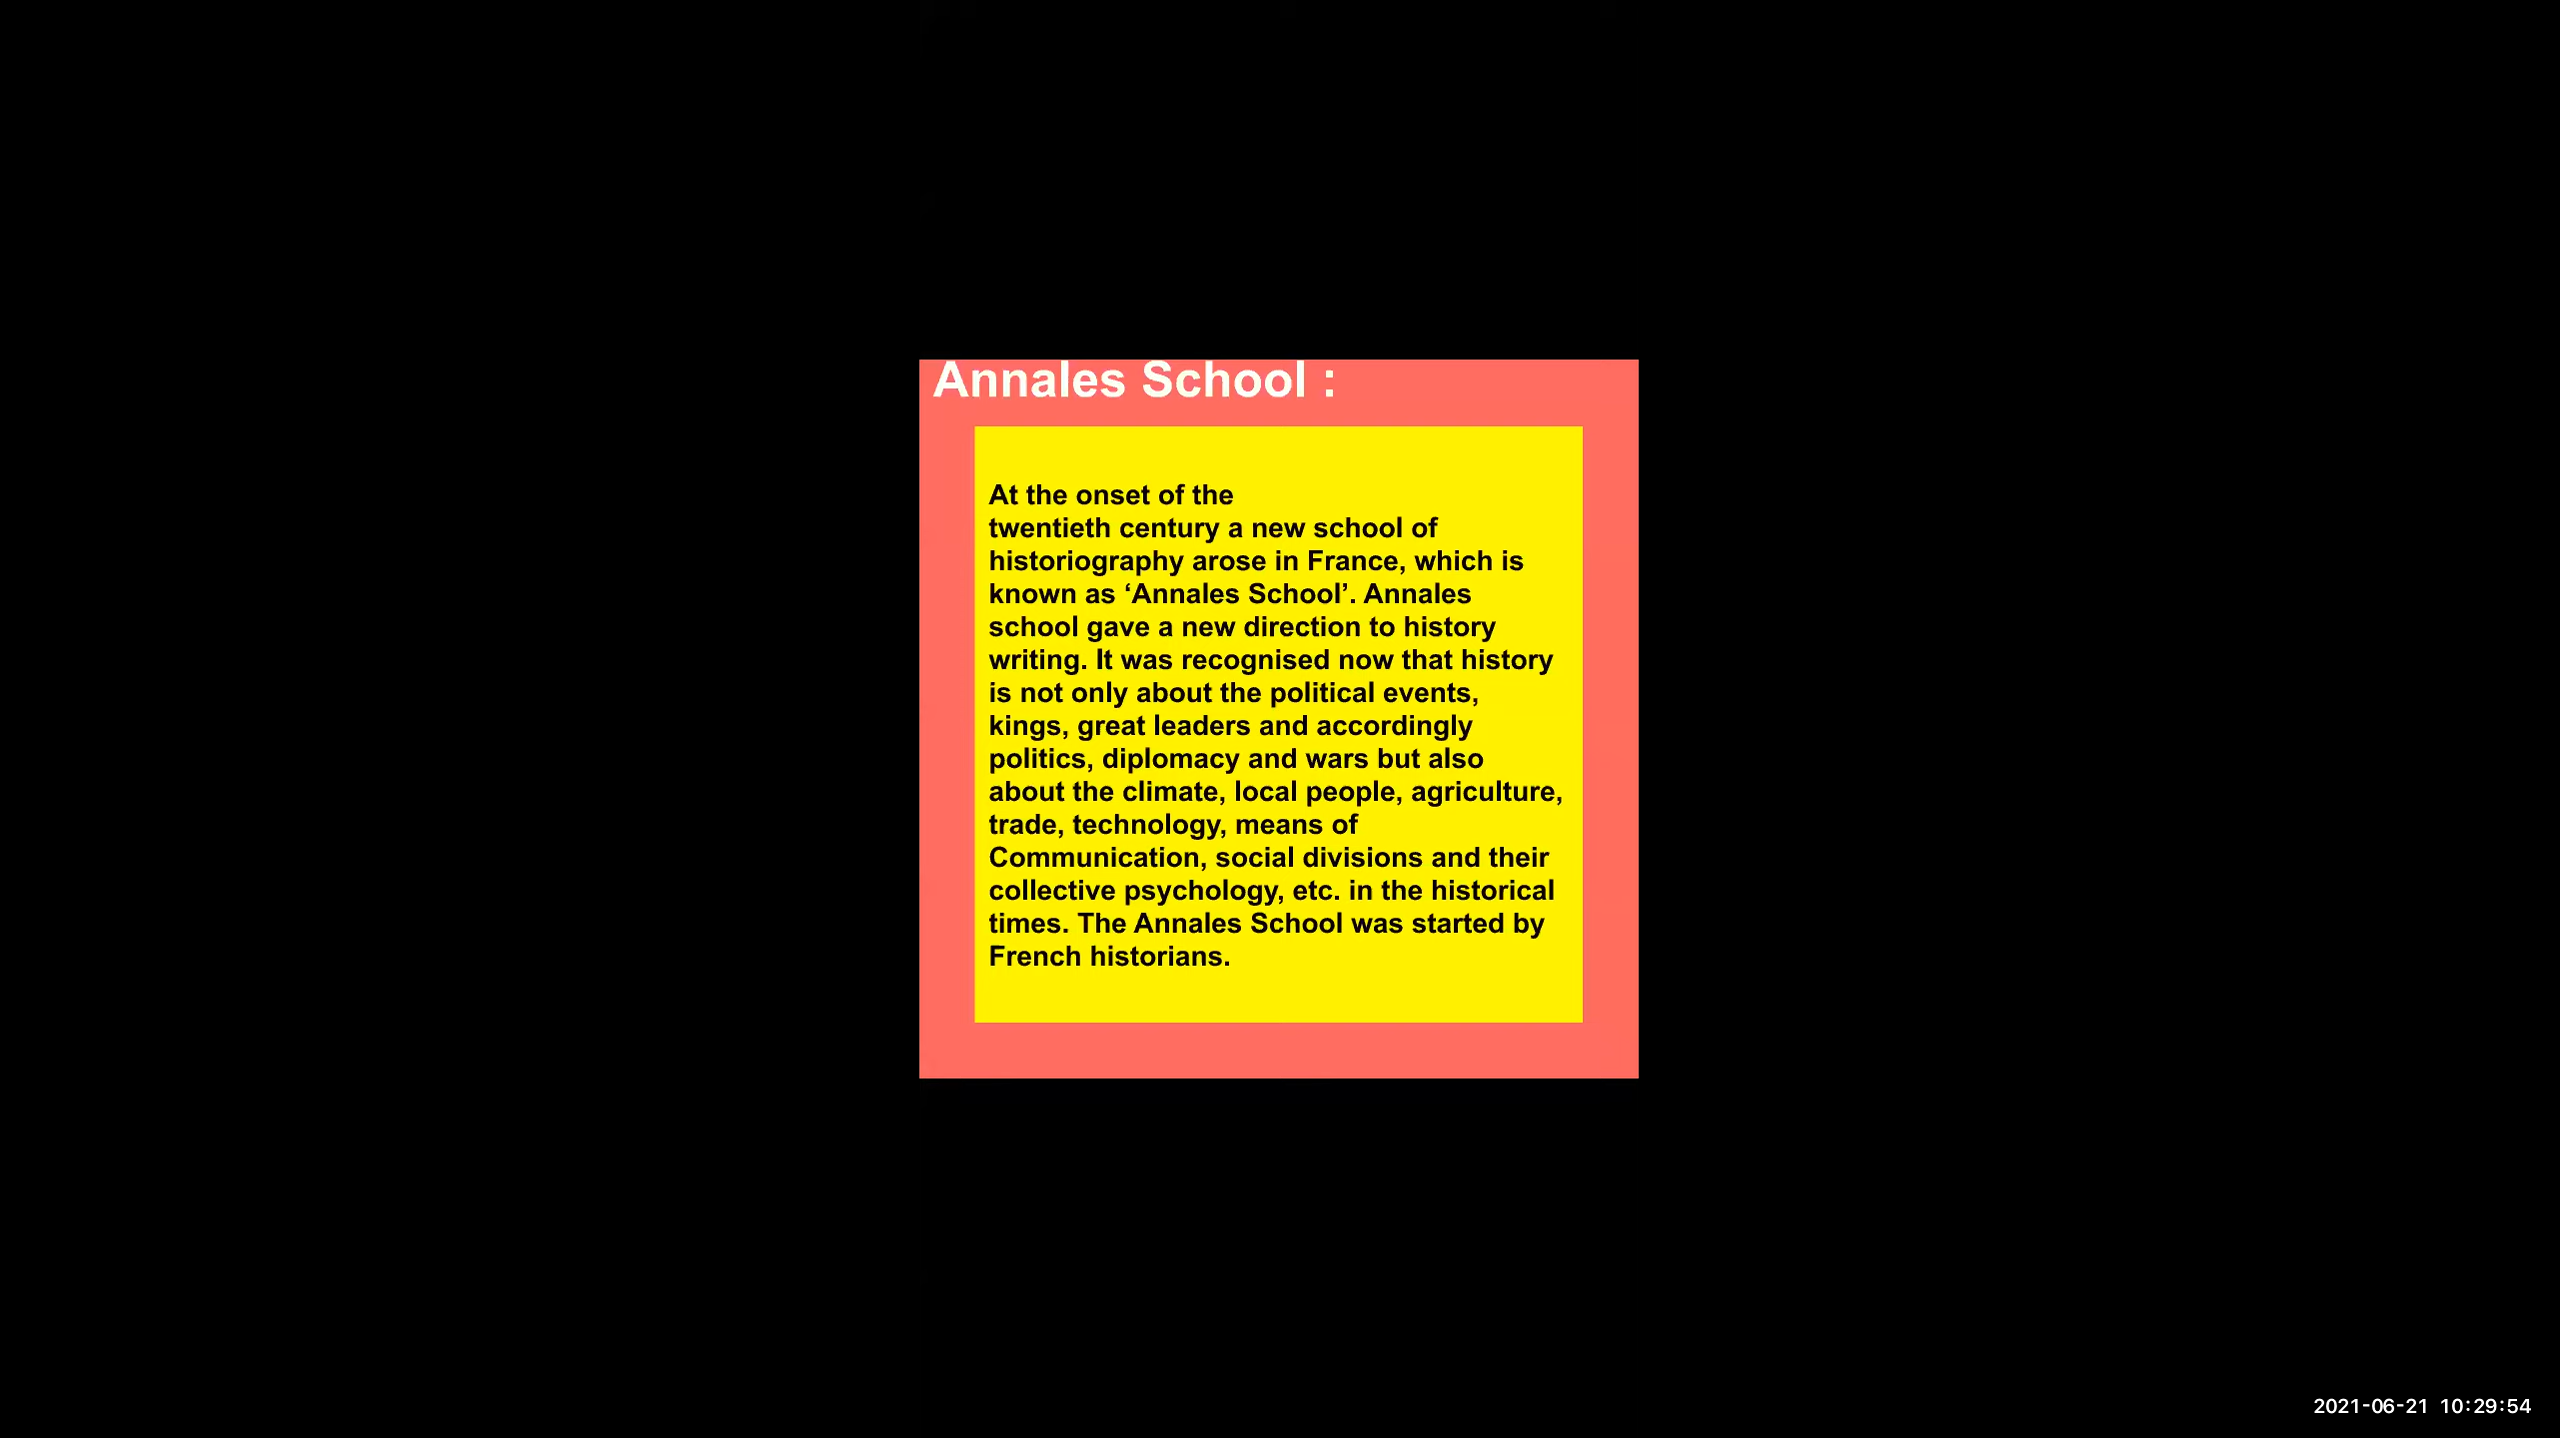 Annales School :
At the onset of the
twentieth century a new school of
historiography arose in France, which is
known as ‘Annales School’. Annales
school gave a new direction to history
writing. It was recognised now that history
is not only about the political events,
kings, great leaders and accordingly
politics, diplomacy and wars but also
about the climate, local people, agriculture,
trade, technology, means of
Communication, social divisions and their
collective psychology, etc. in the historical
times. The Annales School was started by
French historians.
2021-06-21 10:29:54